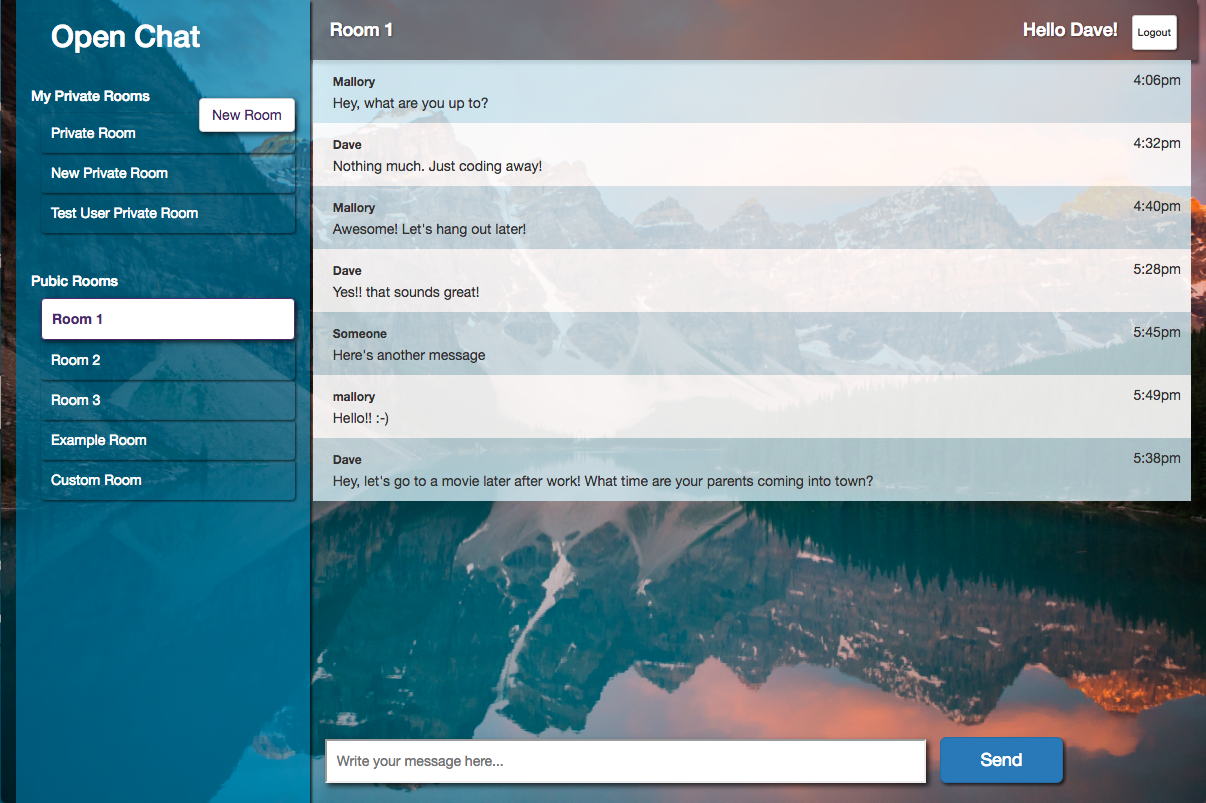 Open Chat
My Private Rooms
New Room
Private Room
New Private Room
Test User Private Room
Pubic Rooms
Room 1
Room 2
Room 3
Example Room
Custom Room
Room 1
Hello Dave!
Logout
Mallory 4:06pm
Hey, what are you up to?
Dave 4:32pm
Nothing much. Just coding away!
Mallory 4:40pm
Awesome! Let's hang out later!
Dave 5:28pm
Yes!! that sounds great!
Someone 5:45pm
Here's another message
mallory 5:49pm
Hello!! :-)
Dave 5:38pm
Hey, let's go to a movie later after work! What time are your parents coming into town?
Write your message here...
Send